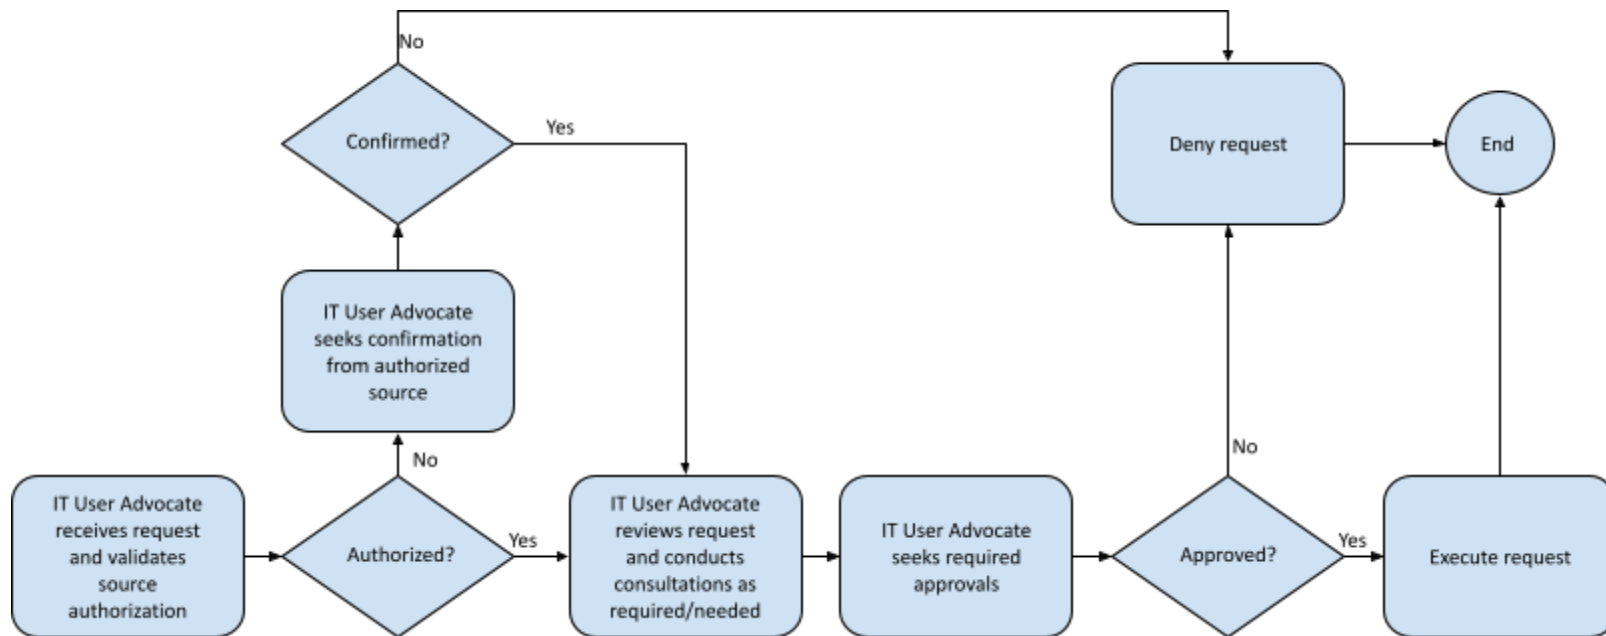 No
Confirmed?
Yes
Deny request
End
IT User Advocate
seeks confirmation
from authorized
source
No
No
IT User Advocate
receives request
and validates
source
authorization
Authorized?
Yes
IT User Advocate
reviews request
and conducts
consultations as
required/needed
IT User Advocate
seeks required
approvals
Approved?
Yes
Execute request